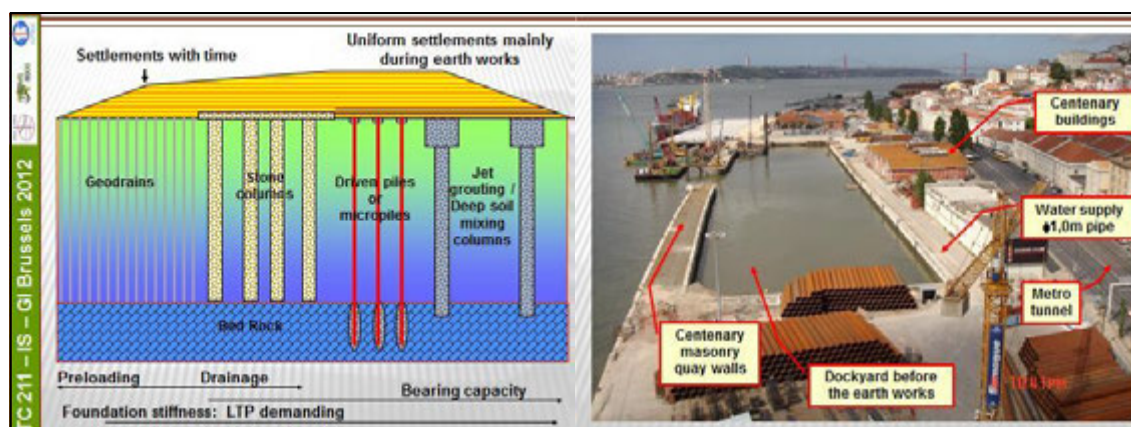 TC 211 – IS – GI Brussels 2012
Settlements with time
Uniform settlements mainly
during earth works
Geodrains
Stone
columns
Driven piles
or
micropiles
Jet
grouting /
Deep soil
mixing
columns
Bed Rock
Preloading
Drainage
Bearing capacity
Foundation stiffness: LTP demanding
Centenary
buildings
Water supply
ϕ1,0m pipe
Metro
tunnel
Centenary
masonry
quay walls
Dockyard before
the earth works